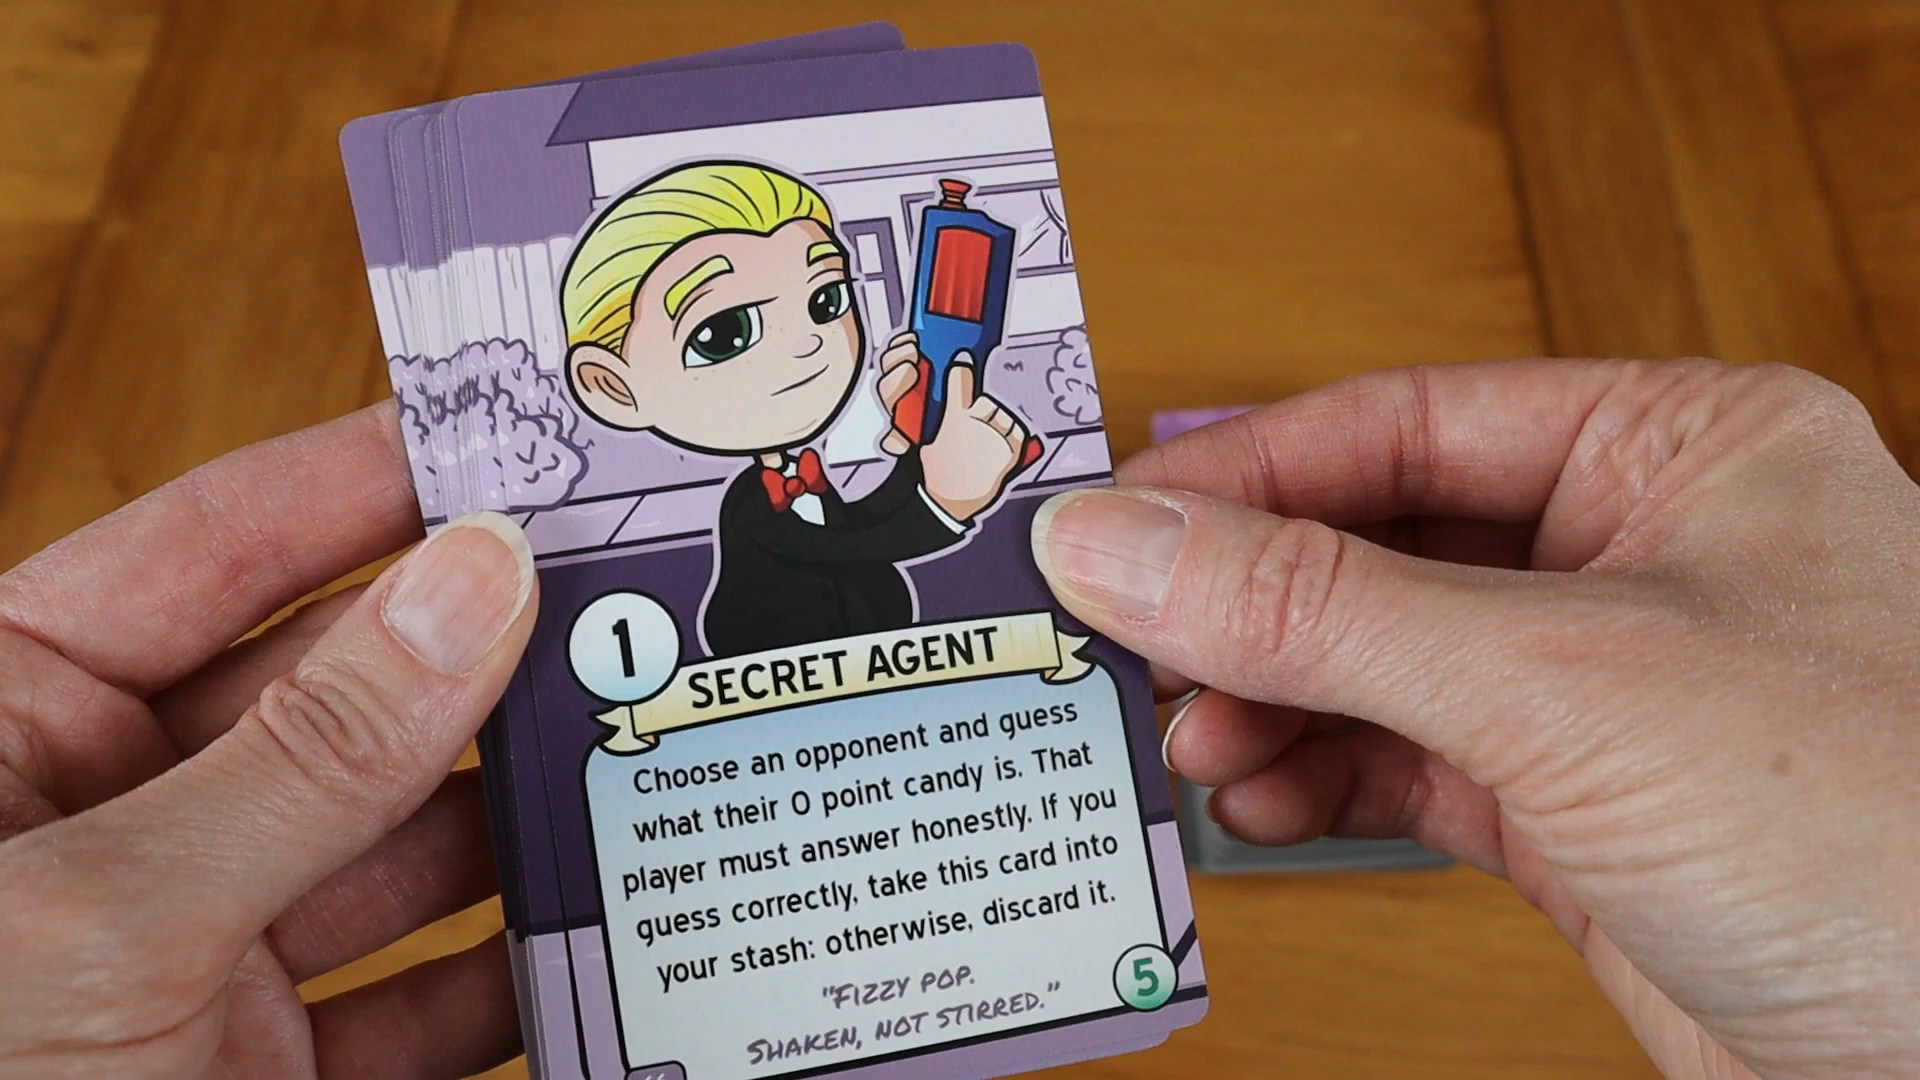 1
SECRET AGENT
Choose an opponent and guess
what their 0 point candy is. That
player must answer honestly. If you
guess correctly, take this card into
your stash: otherwise, discard it.
"FIZZY POP.
SHAKEN, NOT STIRRED."
5